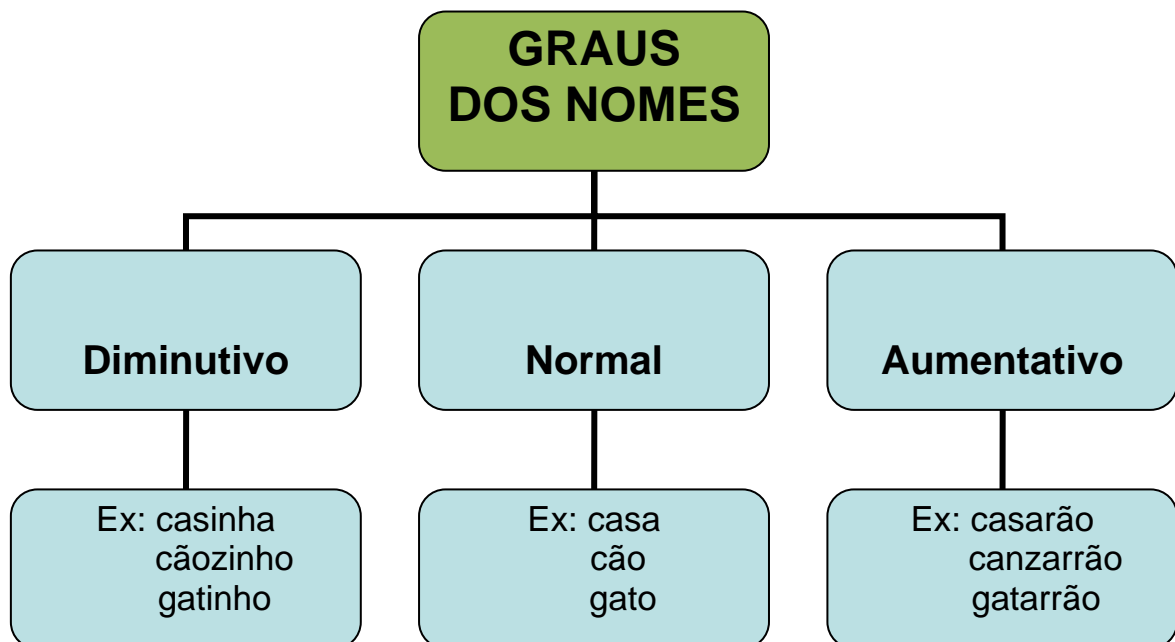 GRAUS
DOS NOMES
Diminutivo
Normal
Aumentativo
Ex: casinha
cãozinho
gatinho
Ex: casa
cão
gato
Ex: casarão
canzarrão
gatarrão